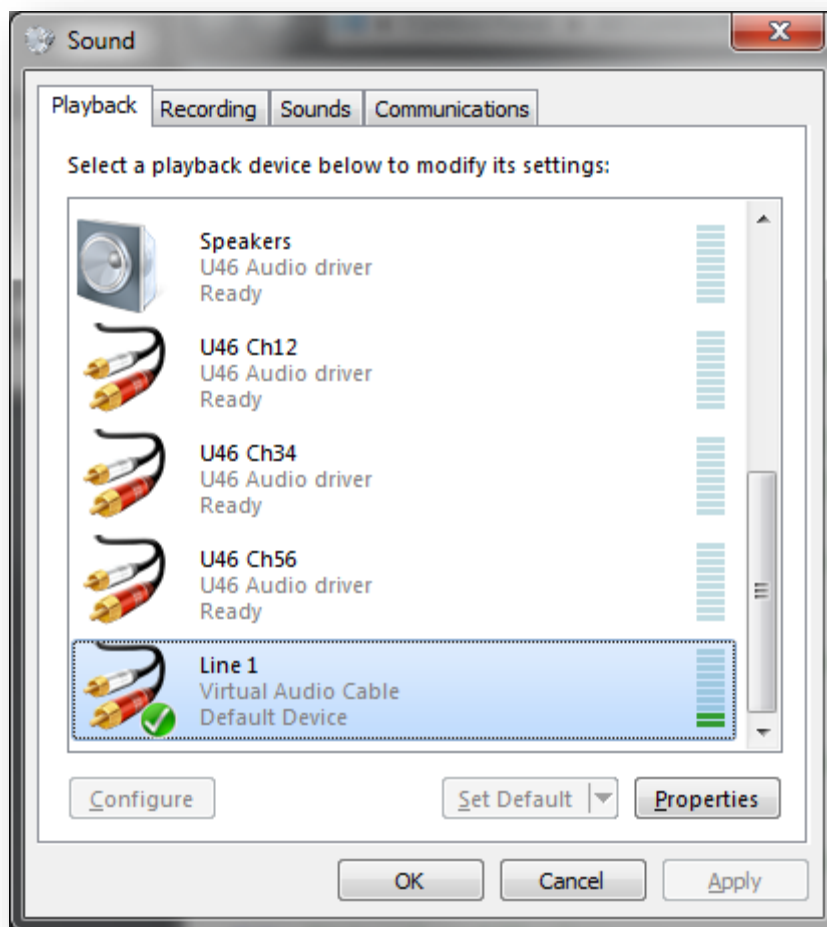 Sound
Playback Recording Sounds Communications
Select a playback device below to modify its settings:
Speakers
U46 Audio driver
Ready
U46 Ch12
U46 Audio driver
Ready
U46 Ch34
U46 Audio driver
Ready
U46 Ch56
U46 Audio driver
Ready
Line 1
Virtual Audio Cable
Default Device
Configure Set Default Properties
OK Cancel Apply